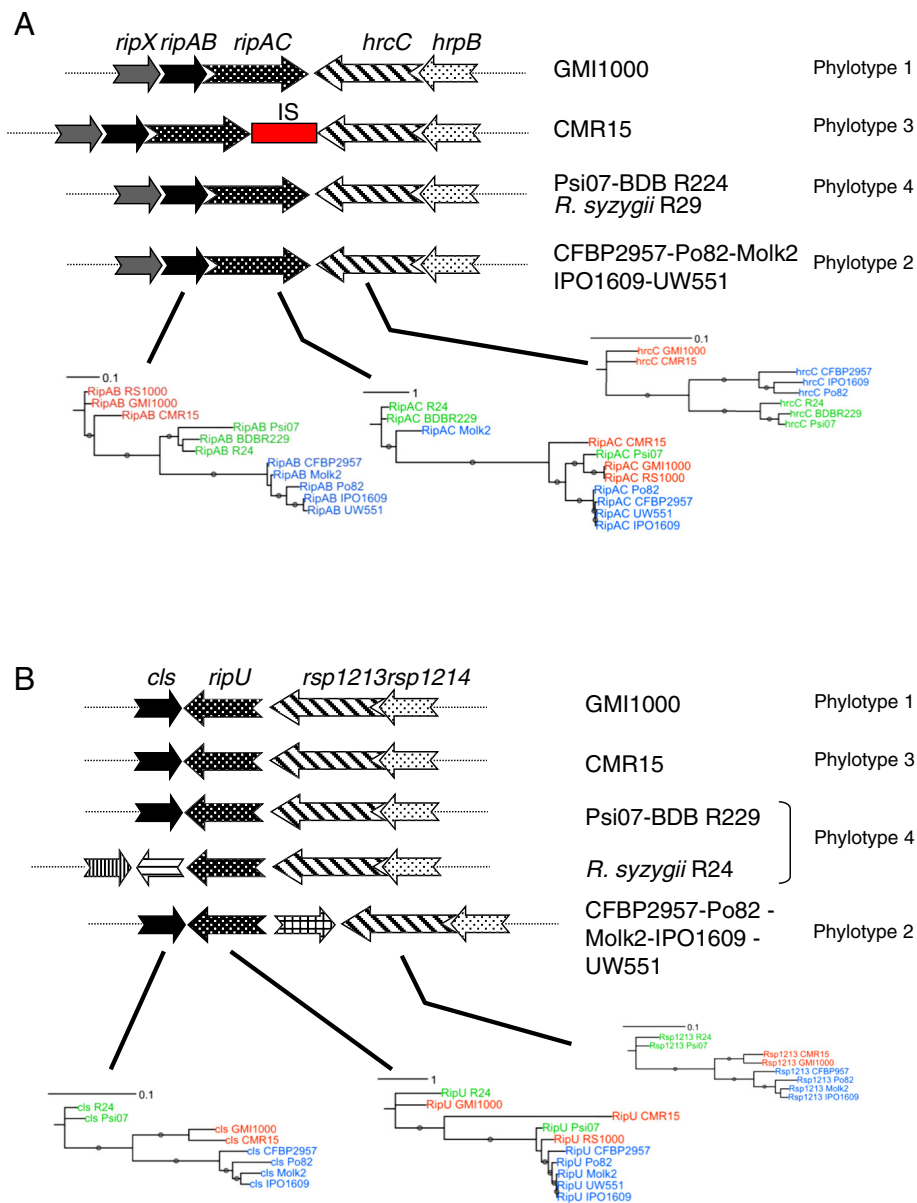 A
ripX ripAB ripAC hrcC hrpB
GMI1000 Phylotype 1
IS
CMR15 Phylotype 3
Psi07-BDB R224
R. syzygii R29
Phylotype 4
CFBP2957-Po82-Molk2
IPO1609-UW551
Phylotype 2
0.1
RipAB RS1000
RipAB GMI1000
RipAB CMR15
RipAB Psi07
RipAB BDBR229
RipAB R24
RipAB CFBP2957
RipAB Molk2
RipAB Po82
RipAB IPO1609
RipAB UW551
1
RipAC R24
RipAC BDBR229
RipAC Molk2
RipAC CMR15
RipAC Psi07
RipAC GMI1000
RipAC RS1000
RipAC Po82
RipAC CFBP2957
RipAC UW551
RipAC IPO1609
0.1
hrcC GMI1000
hrcC CMR15
hrcC CFBP2957
hrcC IPO1609
hrcC Po82
hrcC R24
hrcC BDBR229
hrcC Psi07
B
cls ripU rsp1213rsp1214
GMI1000 Phylotype 1
CMR15 Phylotype 3
Psi07-BDB R229
Phylotype 4
R. syzygii R24
CFBP2957-Po82 -
Molk2-IPO1609 -
UW551
Phylotype 2
0.1
cls R24
cls Psi07
cls GMI1000
cls CMR15
cls CFBP2957
cls Po82
cls Molk2
cls IPO1609
1
RipU R24
RipU GMI1000
RipU CMR15
RipU Psi07
RipU RS1000
RipU CFBP2957
RipU Po82
RipU Molk2
RipU UW551
RipU IPO1609
0.1
Rsp1213 R24
Rsp1213 Psi07
Rsp1213 CMR15
Rsp1213 GMI1000
Rsp1213 CFBP957
Rsp1213 Po82
Rsp1213 Molk2
Rsp1213 IPO1609